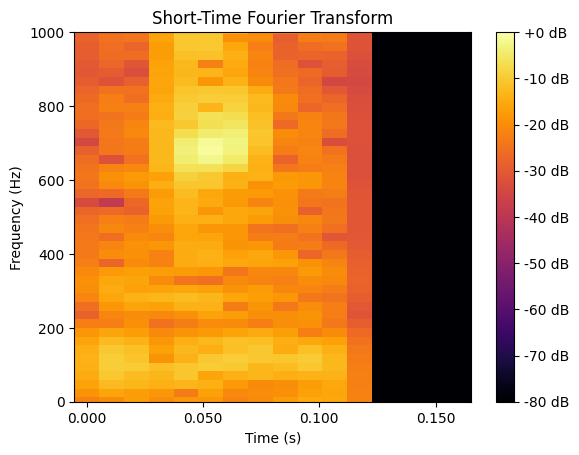 Short-Time Fourier Transform
Frequency (Hz)
1000
800
600
400
200
0
0.000
0.050
0.100
0.150
Time (s)
+0 dB
-10 dB
-20 dB
-30 dB
-40 dB
-50 dB
-60 dB
-70 dB
-80 dB